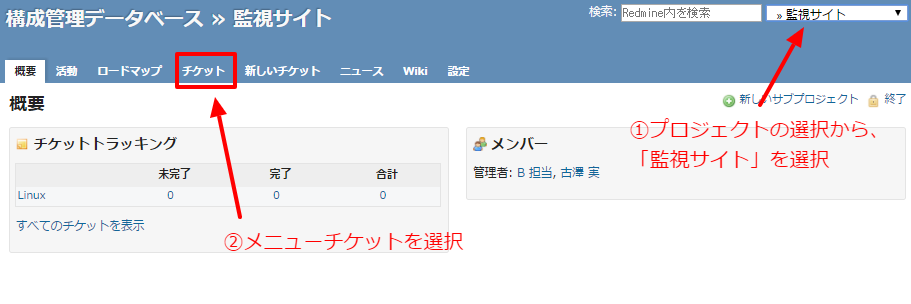 構成管理データベース » 監視サイト
検索: Redmine内を検索 » 監視サイト
概要 活動 ロードマップ チケット 新しいチケット ニュース Wiki 設定
概要
新しいサブプロジェクト 終了
①プロジェクトの選択から、
「監視サイト」を選択
チケットトラッキング
未完了 完了 合計
Linux 0 0 0
すべてのチケットを表示
メンバー
管理者: B 担当, 古澤 実
②メニューチケットを選択